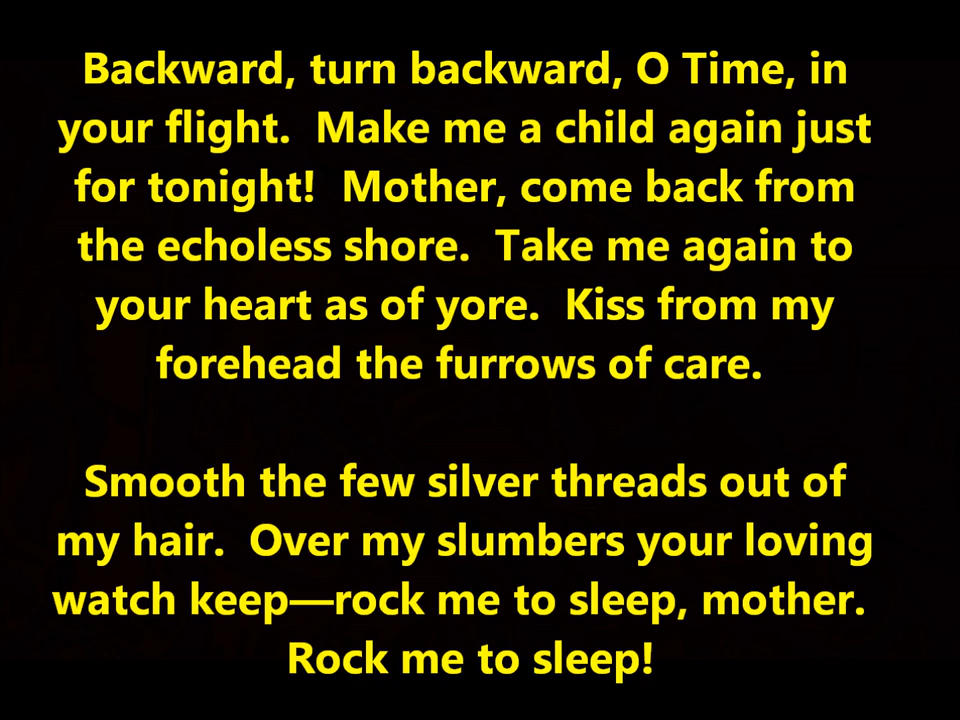 Backward, turn backward, O Time, in
your flight.  Make me a child again just
for tonight!  Mother, come back from
the echoless shore.  Take me again to
your heart as of yore.  Kiss from my
forehead the furrows of care.
Smooth the few silver threads out of
my hair.  Over my slumbers your loving
watch keep—rock me to sleep, mother.
Rock me to sleep!